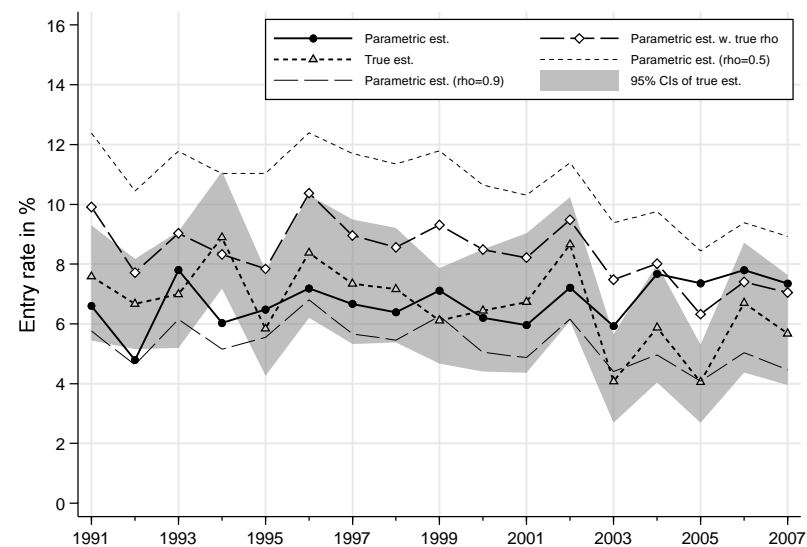 Parametric est.
Parametric est. w. true rho
True est.
Parametric est. (rho=0.5)
Parametric est. (rho=0.9)
95% CIs of true est.
Entry rate in %
16
14
12
10
8
6
4
2
0
1991 1993 1995 1997 1999 2001 2003 2005 2007